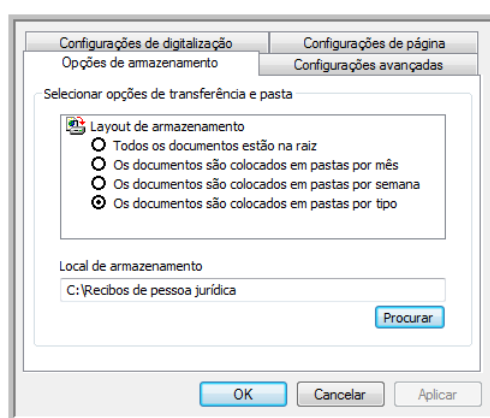 Configurações de digitalização
Configurações de página
Opções de armazenamento
Configurações avançadas
Selecionar opções de transferência e pasta
Layout de armazenamento
Todos os documentos estão na raiz
Os documentos são colocados em pastas por mês
Os documentos são colocados em pastas por semana
Os documentos são colocados em pastas por tipo
Local de armazenamento
C:\Recibos de pessoa jurídica
Procurar
OK
Cancelar
Aplicar